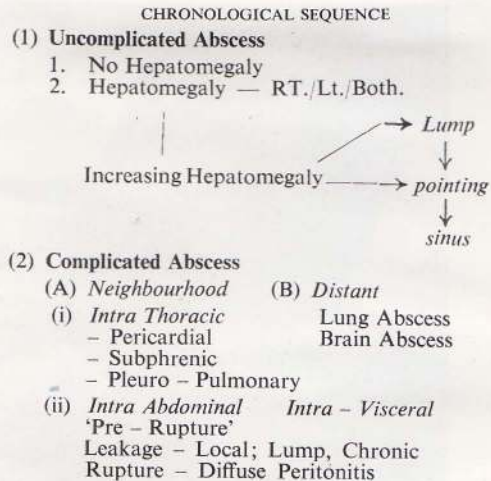 CHRONOLOGICAL SEQUENCE
(1) Uncomplicated Abscess
1. No Hepatomegaly
2. Hepatomegaly — RT./Lt./Both.
Lump
Increasing Hepatomegaly
pointing
sinus
(2) Complicated Abscess
(A) Neighbourhood (B) Distant
(i) Intra Thoracic Lung Abscess
– Pericardial Brain Abscess
– Subphrenic
– Pleuro – Pulmonary
(ii) Intra Abdominal Intra – Visceral
‘Pre – Rupture’
Leakage – Local; Lump, Chronic
Rupture – Diffuse Peritonitis